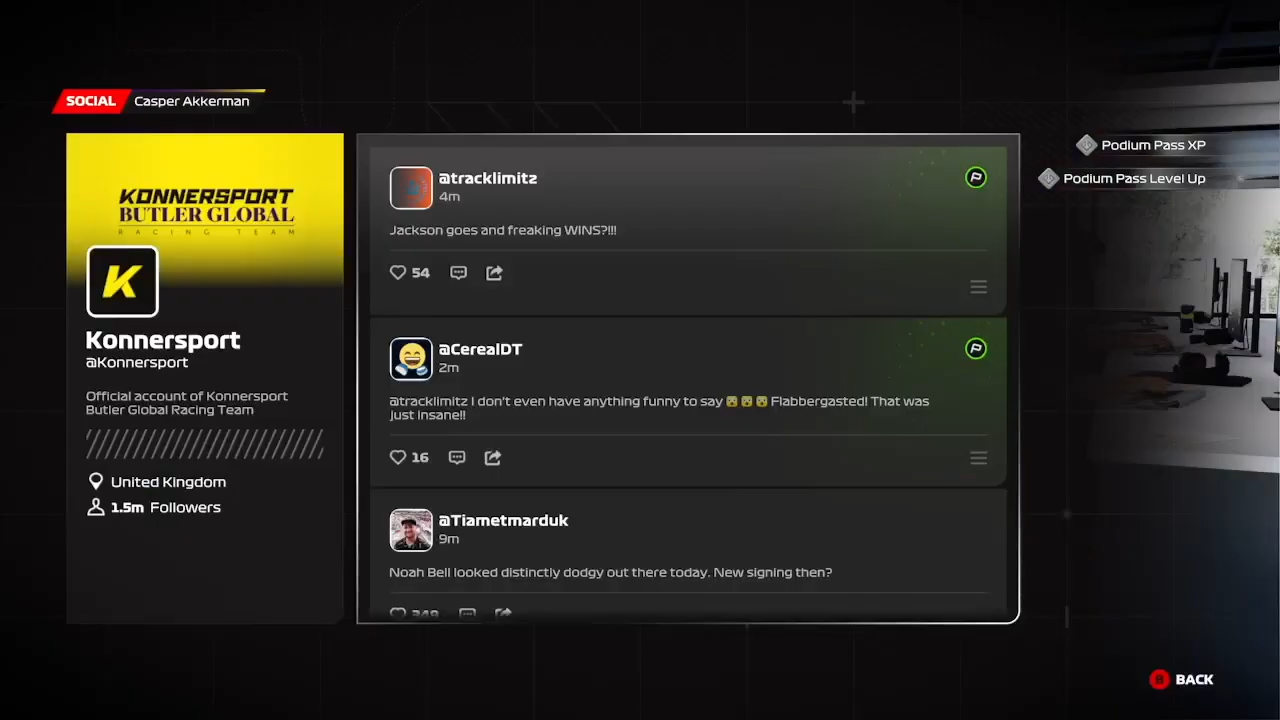 SOCIAL Casper Akkerman
KONNERSPORT
BUTLER GLOBAL
RACING TEAM
K
Konnersport
@Konnersport
Official account of Konnersport
Butler Global Racing Team
United Kingdom
1.5m Followers
@tracklimitz
4m
Jackson goes and freaking WINS?!!!
54
@CerealDT
2m
@tracklimitz I don't even have anything funny to say 😮😮😮 Flabbergasted! That was
just insane!!
16
@Tiametmarduk
9m
Noah Bell looked distinctly dodgy out there today. New signing then?
349
Podium Pass XP
Podium Pass Level Up
B BACK